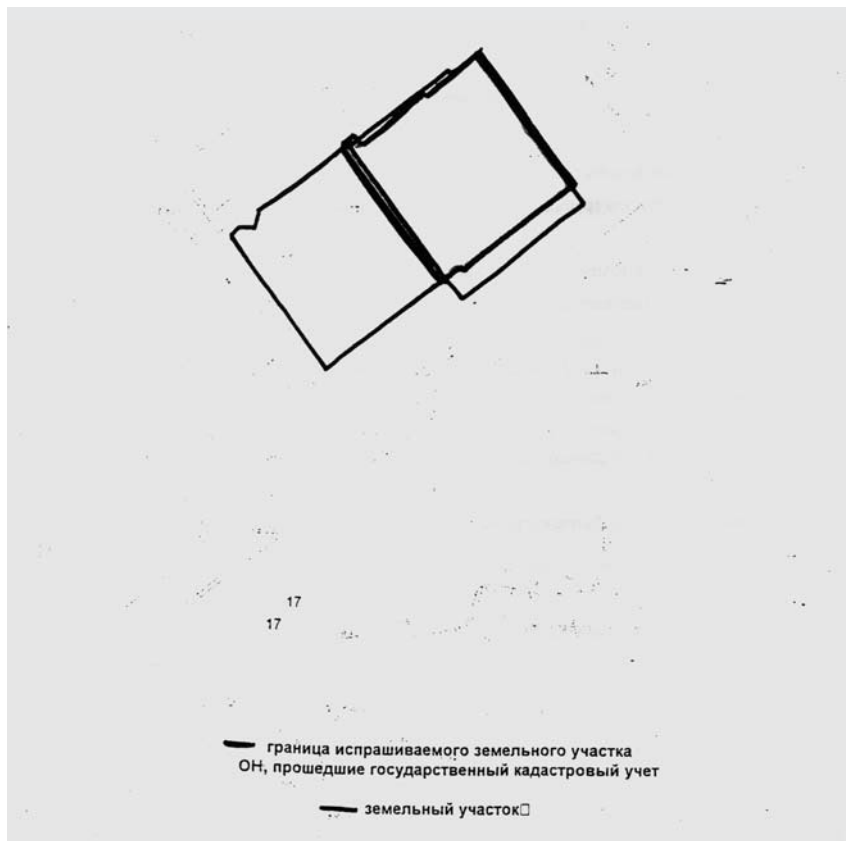 17
17
граница испрашиваемого земельного участка
ОН, прошедшие государственный кадастровый учет
земельный участок